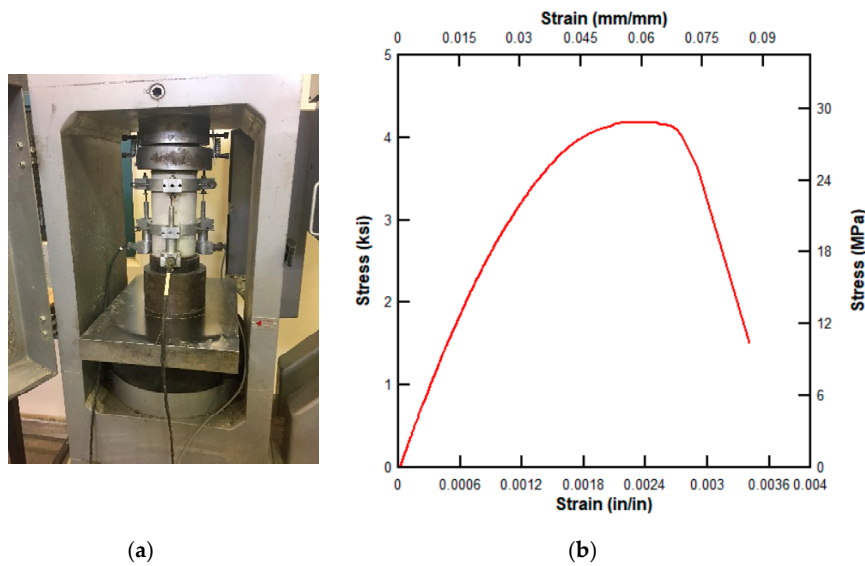 Strain (mm/mm)
0 0.015 0.03 0.045 0.06 0.075 0.09
5
4
3
2
1
0
Stress (ksi)
30
24
18
12
6
0
Stress (MPa)
0 0.0006 0.0012 0.0018 0.0024 0.003 0.0036 0.004
Strain (in/in)
(a)
(b)